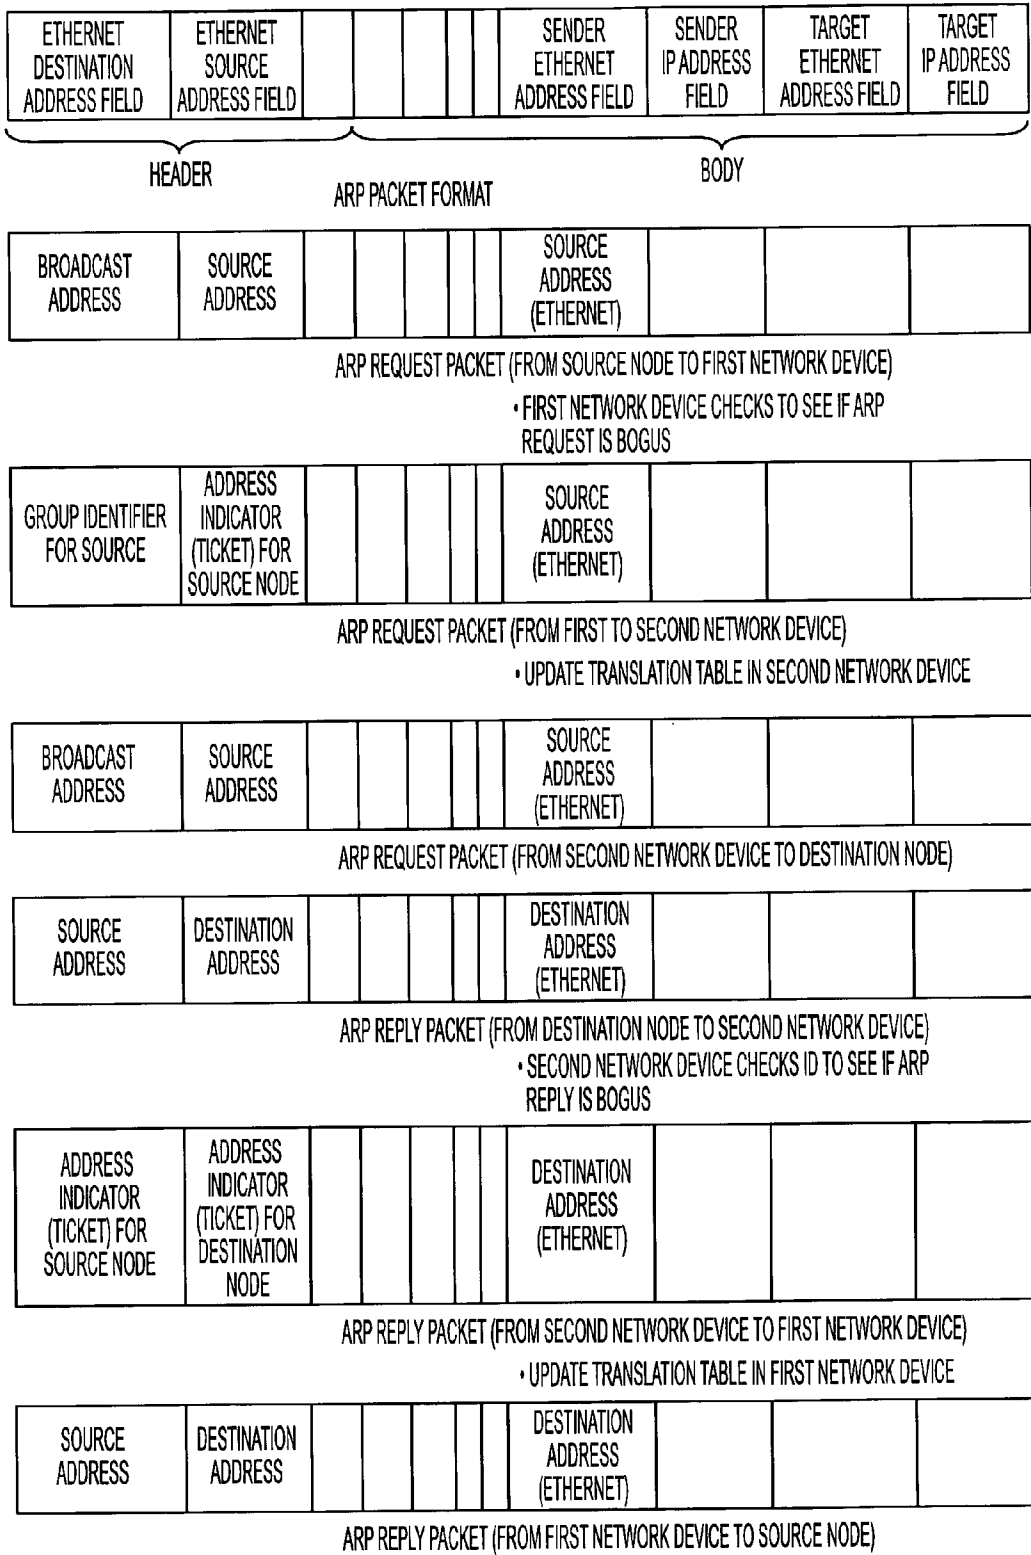 ETHERNET
DESTINATION
ADDRESS FIELD
ETHERNET
SOURCE
ADDRESS FIELD
SENDER
ETHERNET
ADDRESS FIELD
SENDER
IP ADDRESS
FIELD
TARGET
ETHERNET
ADDRESS FIELD
TARGET
IP ADDRESS
FIELD
HEADER
BODY
ARP PACKET FORMAT
BROADCAST
ADDRESS
SOURCE
ADDRESS
SOURCE
ADDRESS
(ETHERNET)
ARP REQUEST PACKET (FROM SOURCE NODE TO FIRST NETWORK DEVICE)
• FIRST NETWORK DEVICE CHECKS TO SEE IF ARP
REQUEST IS BOGUS
GROUP IDENTIFIER
FOR SOURCE
ADDRESS
INDICATOR
(TICKET) FOR
SOURCE NODE
SOURCE
ADDRESS
(ETHERNET)
ARP REQUEST PACKET (FROM FIRST TO SECOND NETWORK DEVICE)
• UPDATE TRANSLATION TABLE IN SECOND NETWORK DEVICE
BROADCAST
ADDRESS
SOURCE
ADDRESS
SOURCE
ADDRESS
(ETHERNET)
ARP REQUEST PACKET (FROM SECOND NETWORK DEVICE TO DESTINATION NODE)
SOURCE
ADDRESS
DESTINATION
ADDRESS
DESTINATION
ADDRESS
(ETHERNET)
ARP REPLY PACKET (FROM DESTINATION NODE TO SECOND NETWORK DEVICE)
• SECOND NETWORK DEVICE CHECKS ID TO SEE IF ARP
REPLY IS BOGUS
ADDRESS
INDICATOR
(TICKET) FOR
SOURCE NODE
ADDRESS
INDICATOR
(TICKET) FOR
DESTINATION
NODE
DESTINATION
ADDRESS
(ETHERNET)
ARP REPLY PACKET (FROM SECOND NETWORK DEVICE TO FIRST NETWORK DEVICE)
• UPDATE TRANSLATION TABLE IN FIRST NETWORK DEVICE
SOURCE
ADDRESS
DESTINATION
ADDRESS
DESTINATION
ADDRESS
(ETHERNET)
ARP REPLY PACKET (FROM FIRST NETWORK DEVICE TO SOURCE NODE)